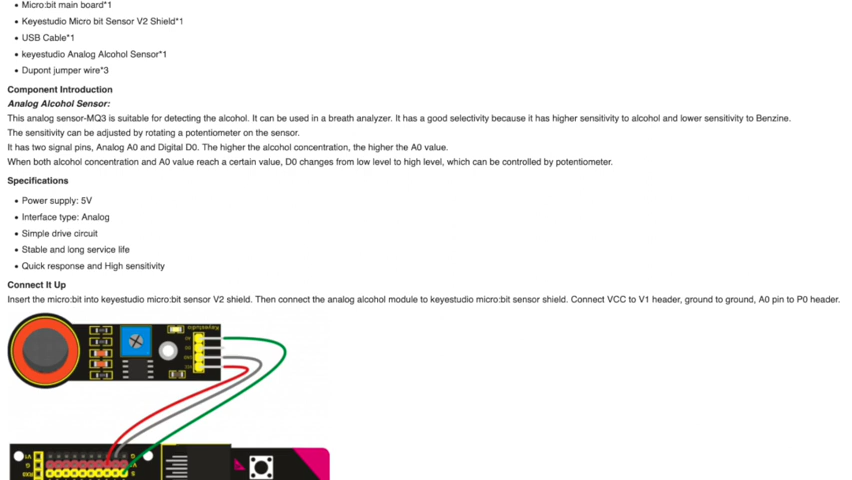 Micro:bit main board*1
Keyestudio Micro bit Sensor V2 Shield*1
USB Cable*1
keyestudio Analog Alcohol Sensor*1
Dupont jumper wire*3
Component Introduction
Analog Alcohol Sensor:
This analog sensor-MQ3 is suitable for detecting the alcohol. It can be used in a breath analyzer. It has a good selectivity because it has higher sensitivity to alcohol and lower sensitivity to Benzine.
The sensitivity can be adjusted by rotating a potentiometer on the sensor.
It has two signal pins, Analog A0 and Digital D0. The higher the alcohol concentration, the higher the A0 value.
When both alcohol concentration and A0 value reach a certain value, D0 changes from low level to high level, which can be controlled by potentiometer.
Specifications
Power supply: 5V
Interface type: Analog
Simple drive circuit
Stable and long service life
Quick response and High sensitivity
Connect It Up
Insert the micro:bit into keyestudio micro:bit sensor V2 shield. Then connect the analog alcohol module to keyestudio micro:bit sensor shield. Connect VCC to V1 header, ground to ground, A0 pin to P0 header.
Keyestudio
V1
G
G
V
S